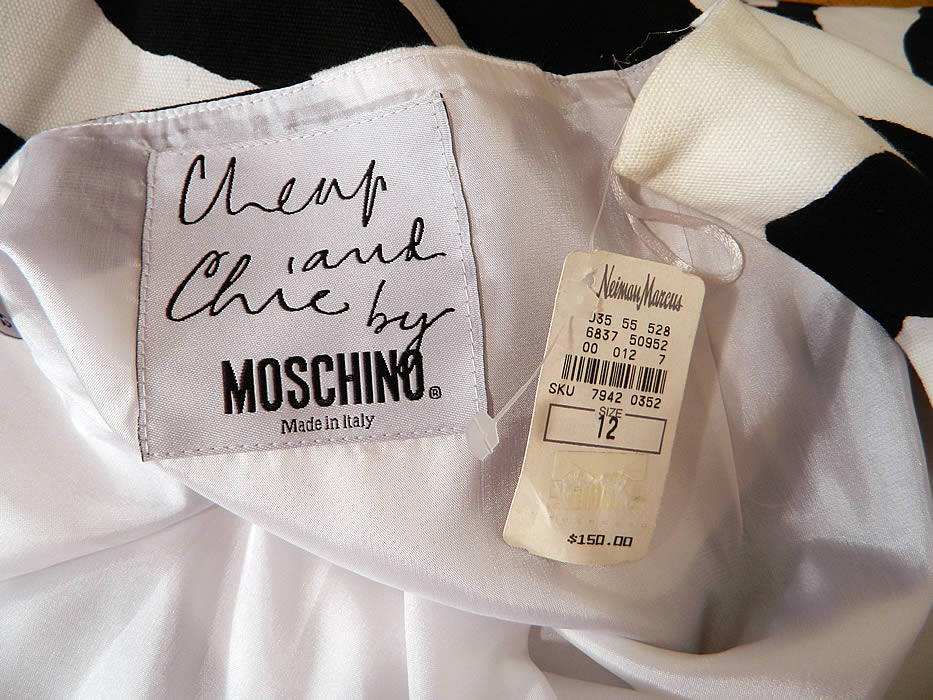 Cheap
and
Chic by
MOSCHINO®
Made in Italy
Neiman Marcus
J35 55 528
6837 50952
00 012 7
SKU 7942 0352
SIZE
12
$150.00